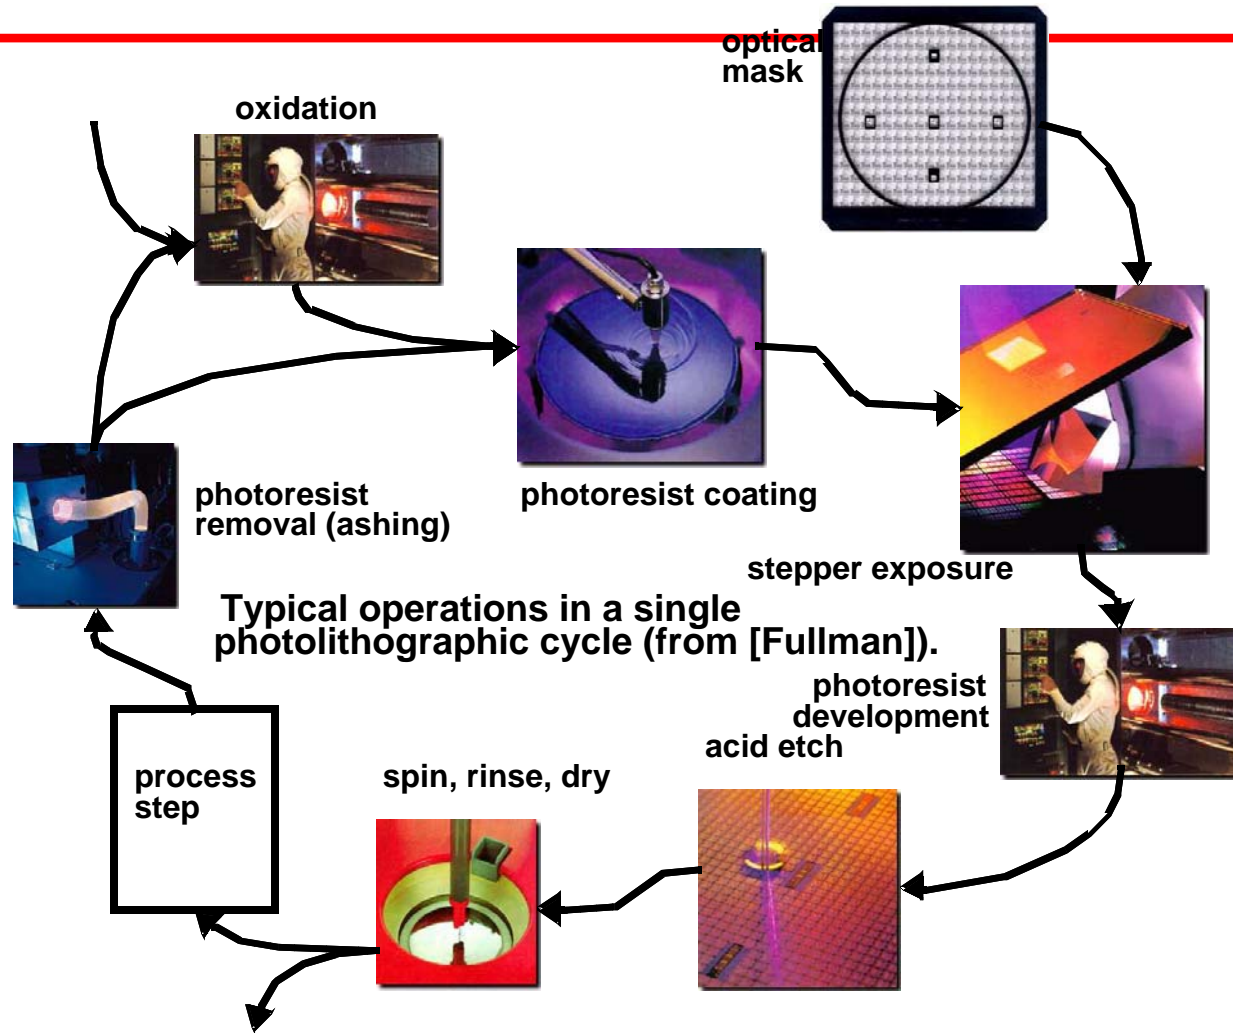 optical
mask
oxidation
photoresist
removal (ashing)
photoresist coating
stepper exposure
Typical operations in a single
photolithographic cycle (from [Fullman]).
photoresist
development
acid etch
spin, rinse, dry
process
step